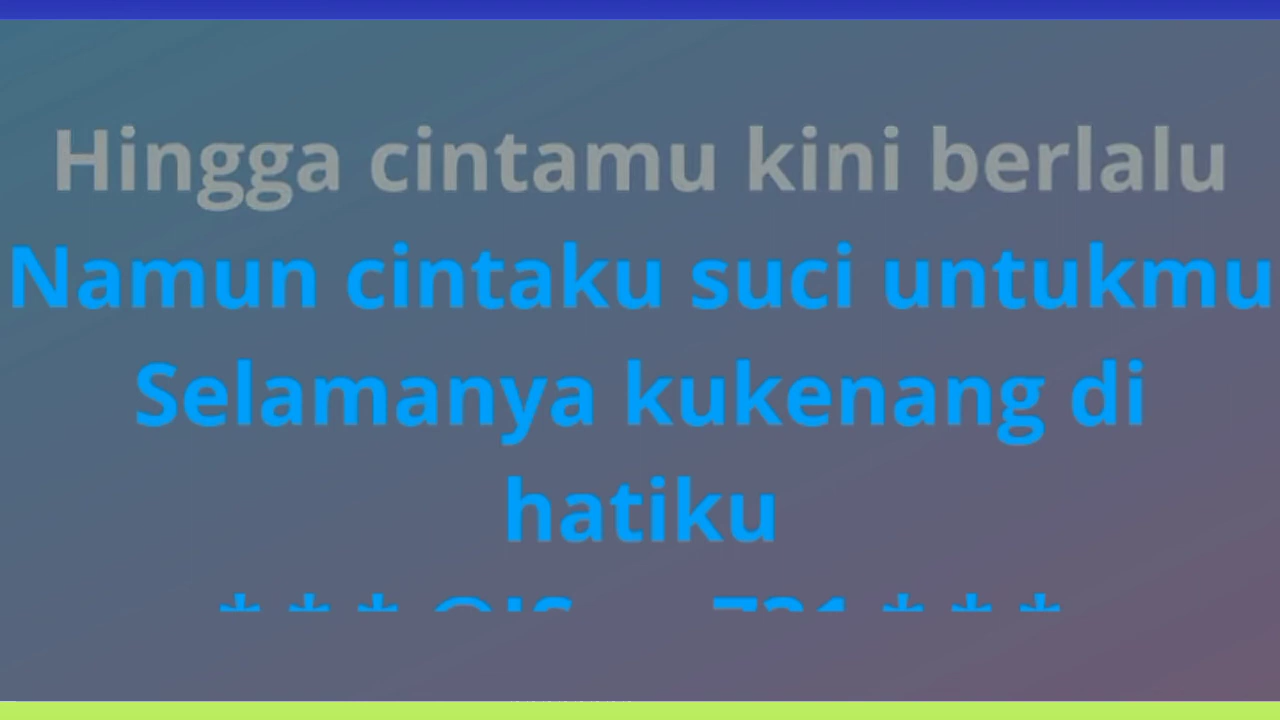 Hingga cintamu kini berlalu
Namun cintaku suci untukmu
Selamanya kukenang di
hatiku
* * * * * *